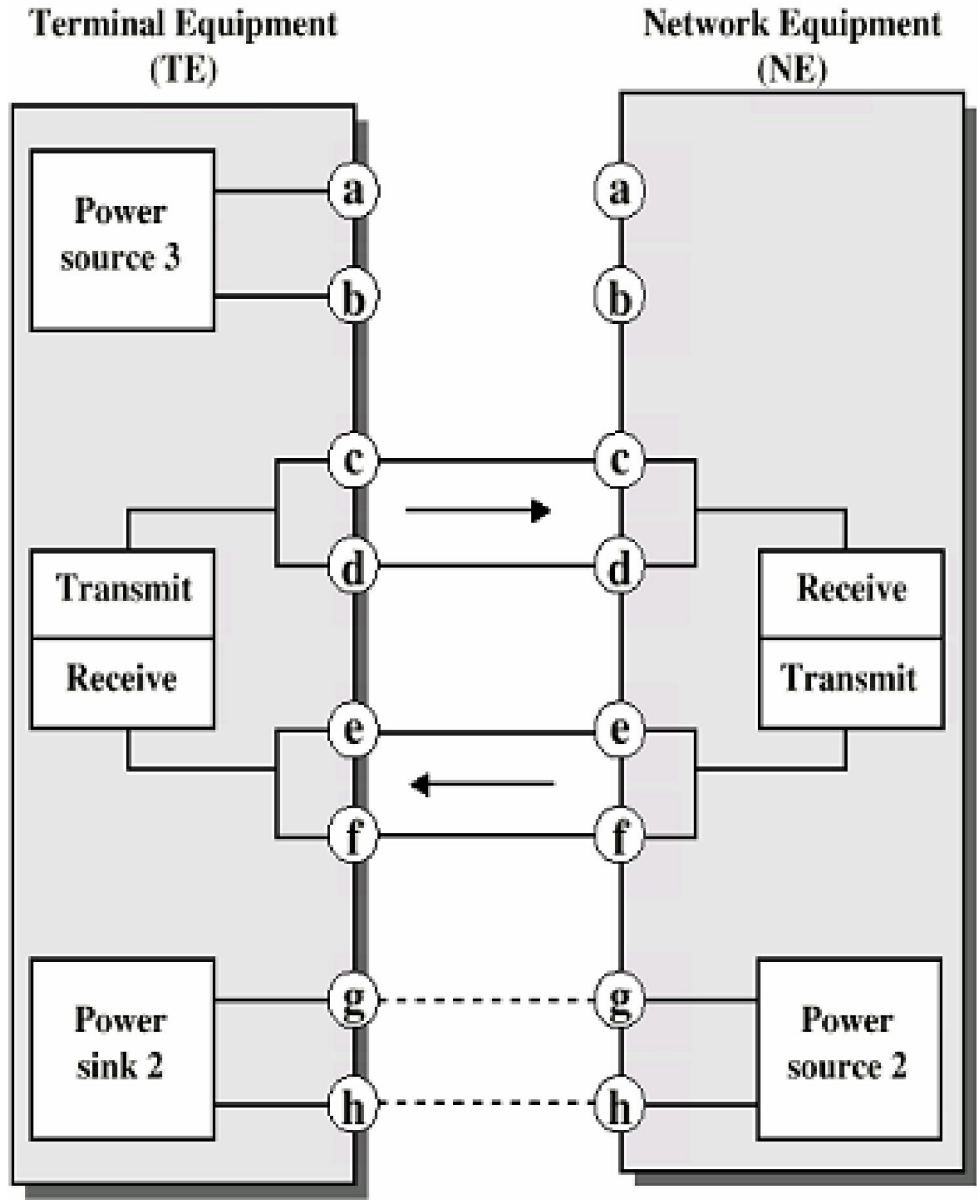 Terminal Equipment
(TE)
Network Equipment
(NE)
Power
source 3
a
b
a
b
c
d
c
d
Transmit
Receive
Receive
Transmit
e
f
e
f
Power
sink 2
g
h
g
h
Power
source 2